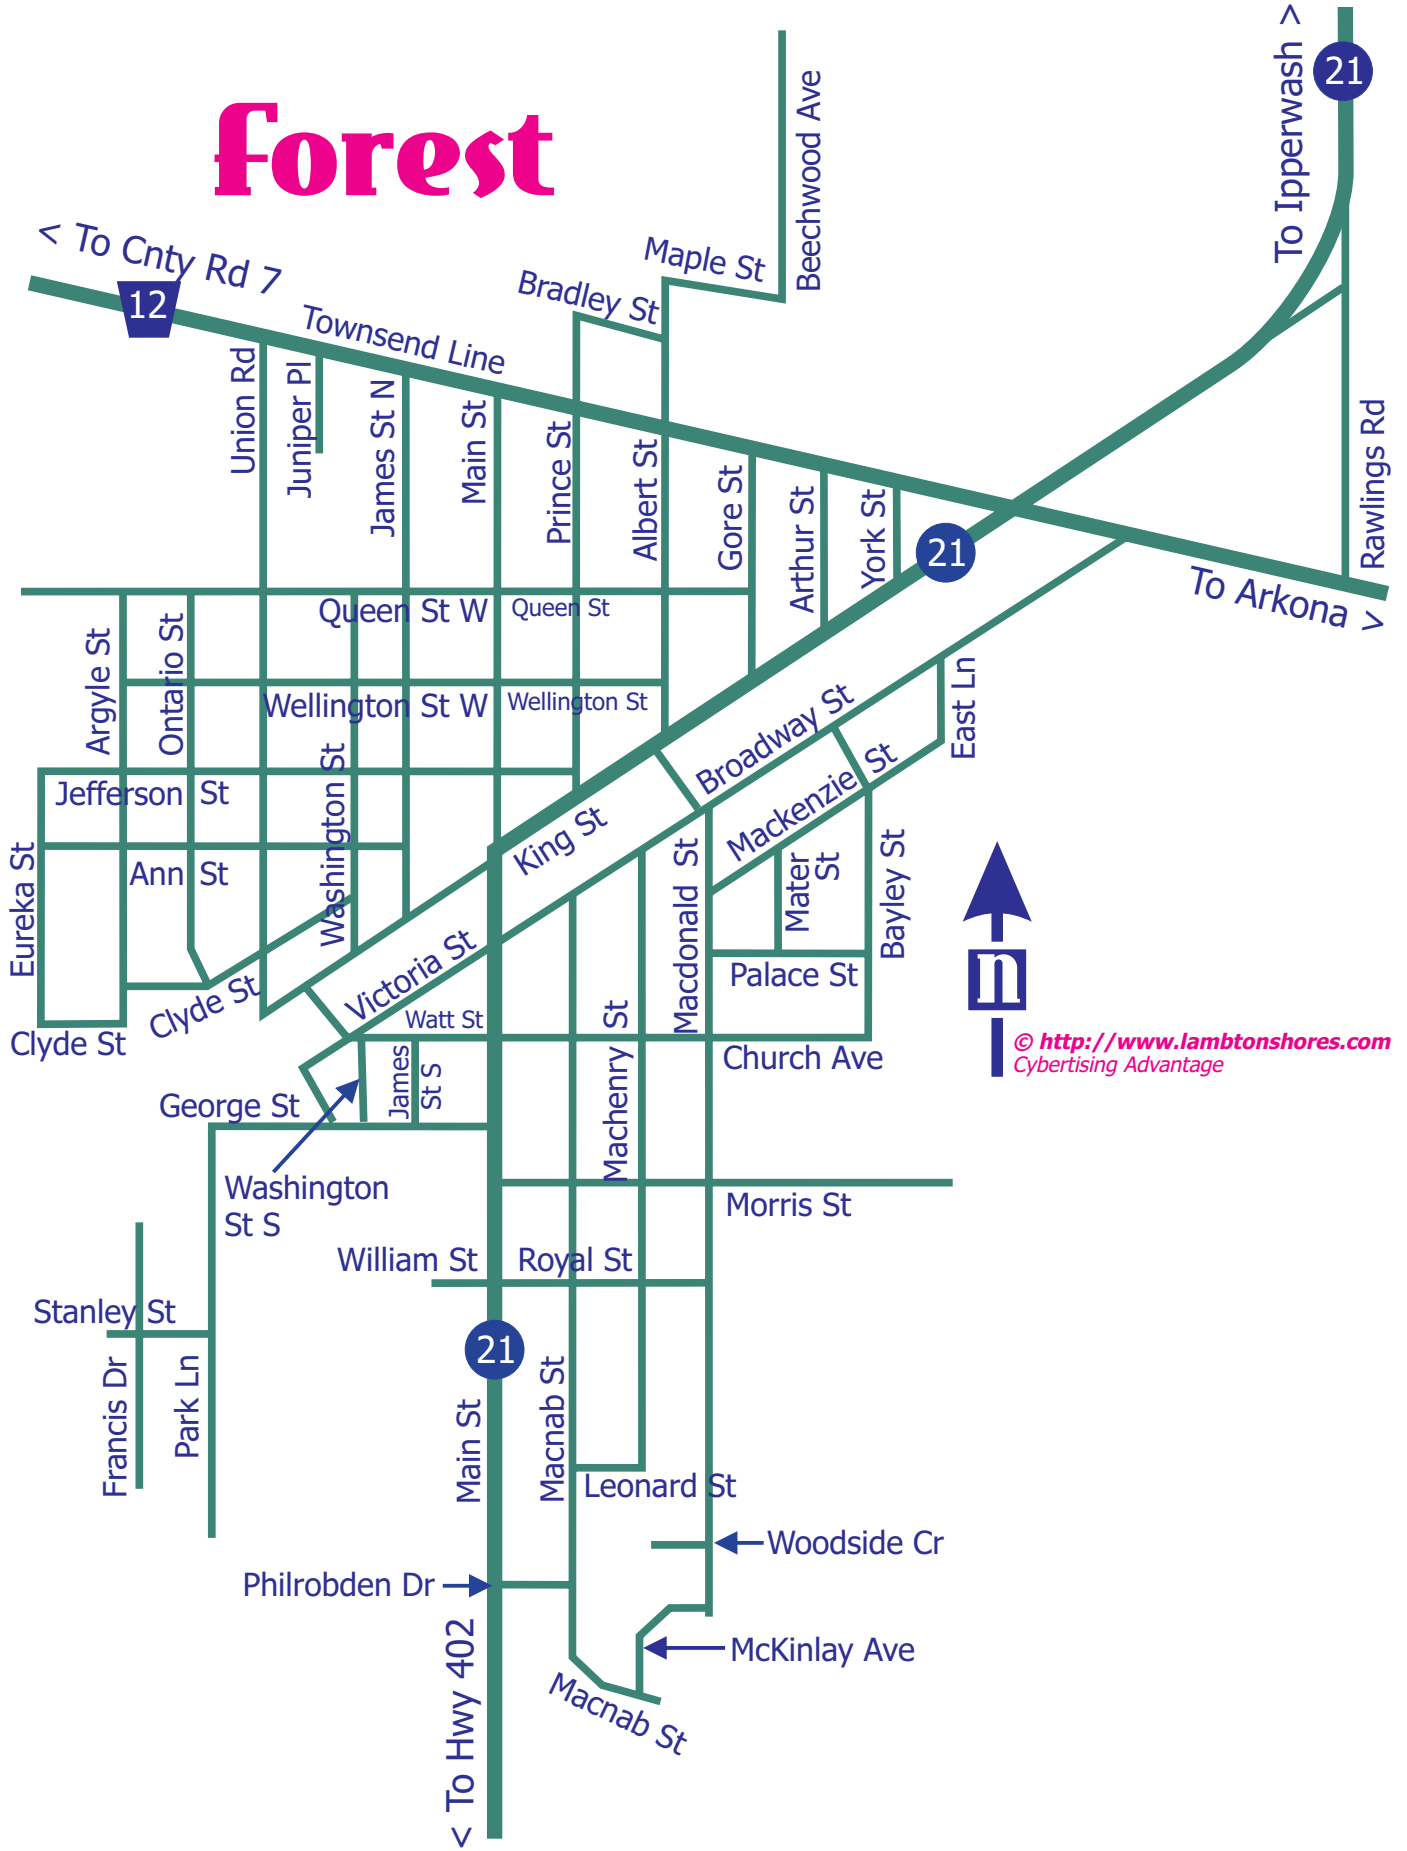 forest
< To Cnty Rd 7
12
Townsend Line
Bradley St
Maple St
Beechwood Ave
To Ipperwash >
21
Union Rd
Juniper Pl
James St N
Main St
Prince St
Albert St
Gore St
Arthur St
York St
21
Rawlings Rd
To Arkona >
Queen St W
Queen St
Argyle St
Ontario St
Wellington St W
Wellington St
Washington St
Jefferson St
Ann St
Eureka St
Clyde St
Clyde St
King St
Broadway St
East Ln
Mackenzie St
Mater
St
Bayley St
Macdonald St
Palace St
Victoria St
Watt St
Church Ave
Machenry St
James
St S
George St
Washington
St S
n
© http://www.lambtonshores.com
Cybertising Advantage
Morris St
William St
Royal St
Stanley St
Francis Dr
Park Ln
21
Main St
Macnab St
Leonard St
Woodside Cr
Philrobden Dr
McKinlay Ave
Macnab St
< To Hwy 402